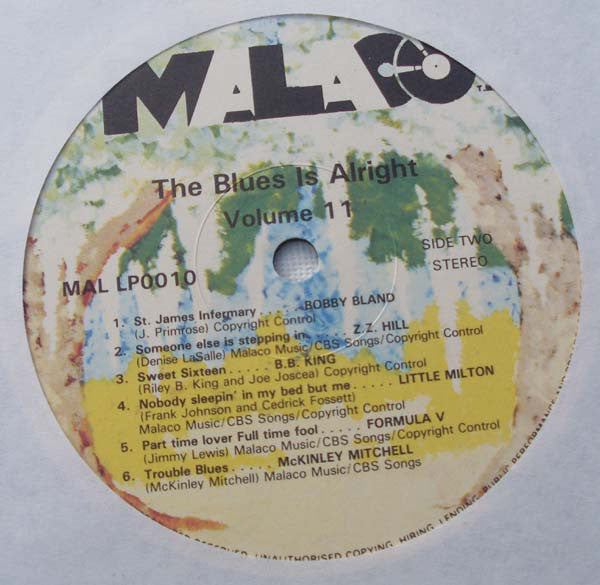 MALACO
The Blues Is Alright
Volume 11
MAL LP0010
SIDE TWO
STEREO
1. St. James Infermary . . . . . BOBBY BLAND
(J. Primrose) Copyright Control
2. Someone else is stepping in. . . . . Z.Z. HILL
(Denise LaSalle) Malaco Music/CBS Songs/Copyright Control
3. Sweet Sixteen . . . . . B.B. KING
(Riley B. King and Joe Joscea) Copyright Control
4. Nobody sleepin' in my bed but me . . . . . LITTLE MILTON
(Frank Johnson and Cedrick Fossett)
Malaco Music/CBS Songs/Copyright Control
5. Part time lover Full time fool. . . . . FORMULA V
(Jimmy Lewis) Malaco Music/CBS Songs/Copyright Control
6. Trouble Blues . . . . . McKINLEY MITCHELL
(McKinley Mitchell) Malaco Music/CBS Songs
RESERVED. UNAUTHORISED COPYING, HIRING, LENDING, PUBLIC PERFORMANCE